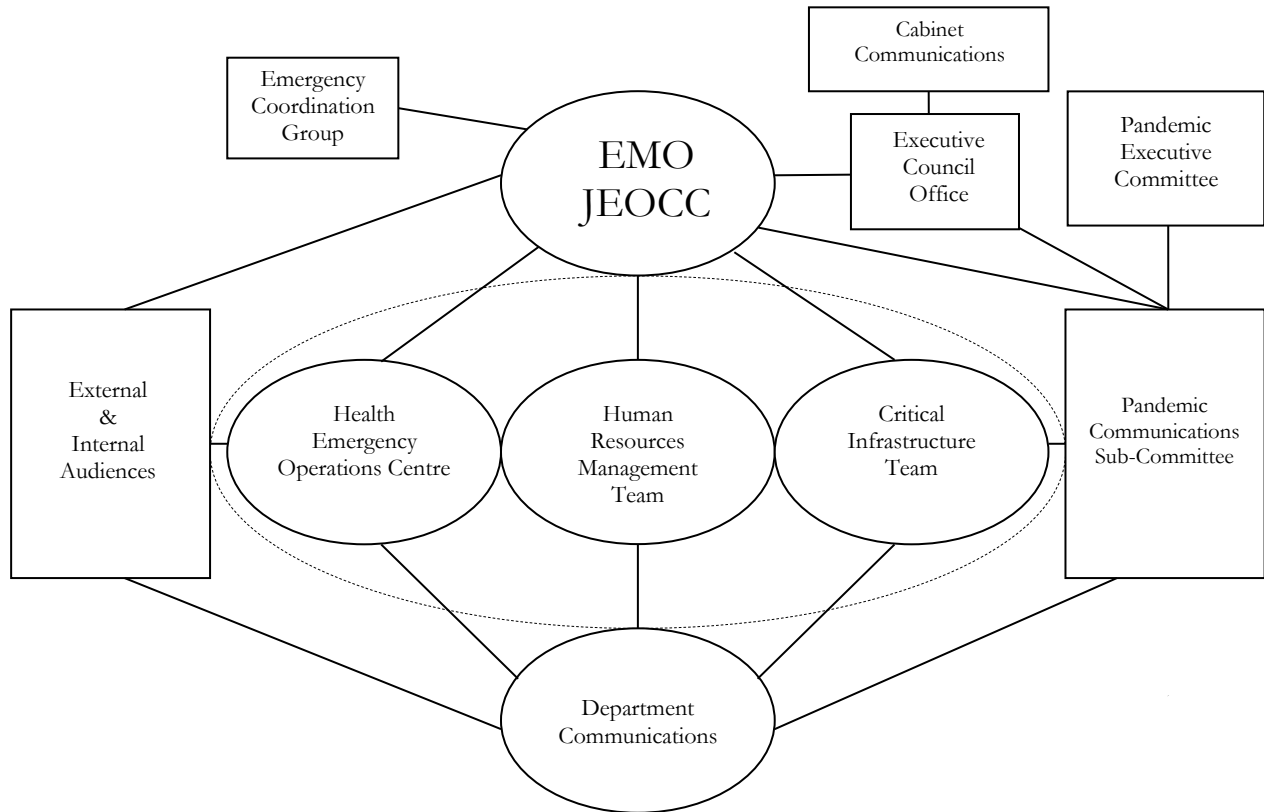 Cabinet
Communications
Emergency
Coordination
Group
EMO
JEOCC
Executive
Council
Office
Pandemic
Executive
Committee
External
&
Internal
Audiences
Health
Emergency
Operations Centre
Human
Resources
Management
Team
Critical
Infrastructure
Team
Pandemic
Communications
Sub-Committee
Department
Communications